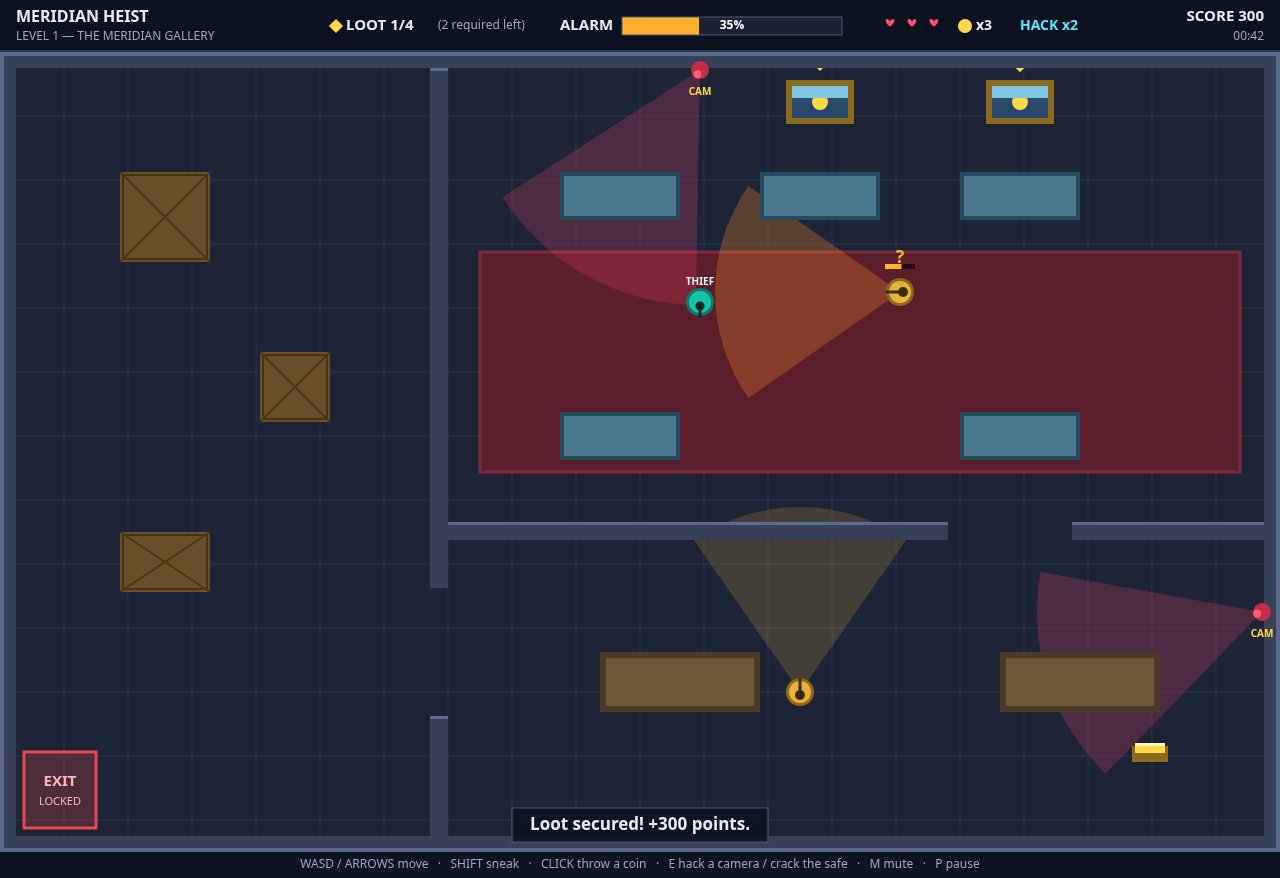 MERIDIAN HEIST
LEVEL 1 — THE MERIDIAN GALLERY
LOOT 1/4
(2 required left)
ALARM
35%
x3
HACK x2
SCORE 300
00:42
CAM
?
THIEF
CAM
EXIT
LOCKED
Loot secured! +300 points.
WASD / ARROWS move · SHIFT sneak · CLICK throw a coin · E hack a camera / crack the safe · M mute · P pause